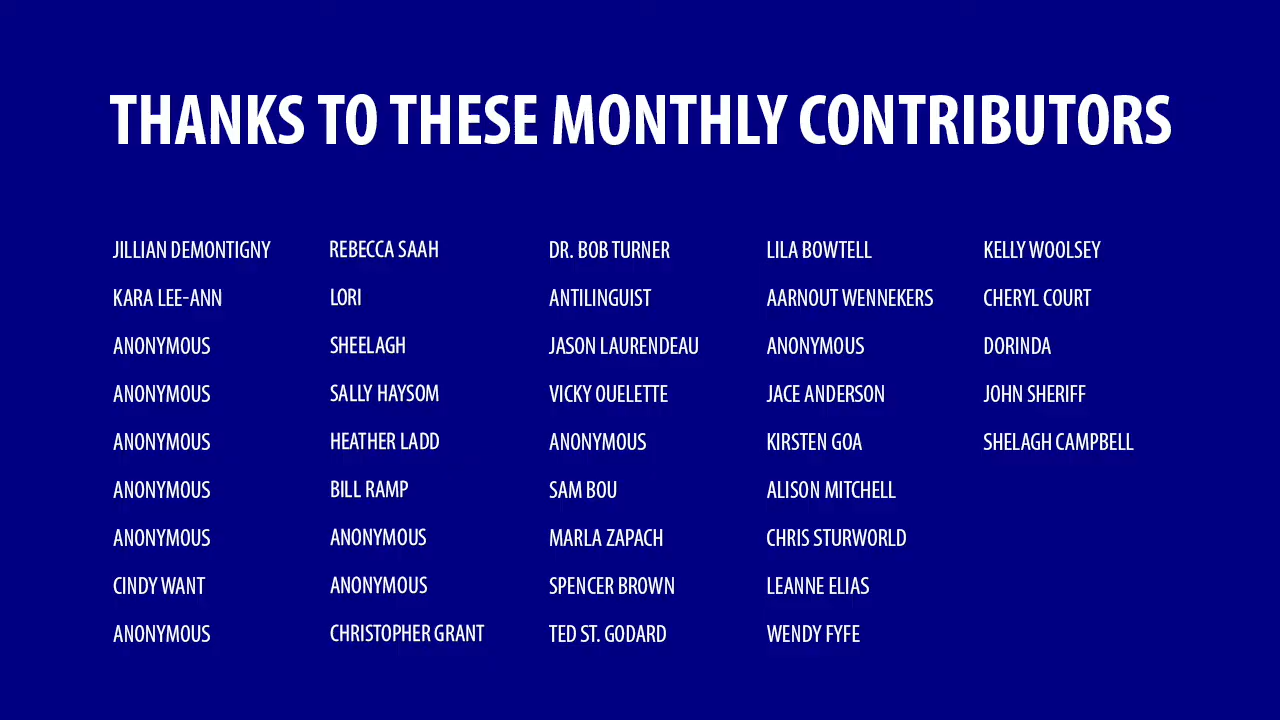 THANKS TO THESE MONTHLY CONTRIBUTORS
JILLIAN DEMONTIGNY
KARA LEE-ANN
ANONYMOUS
ANONYMOUS
ANONYMOUS
ANONYMOUS
ANONYMOUS
CINDY WANT
ANONYMOUS
REBECCA SAAH
LORI
SHEELAGH
SALLY HAYSOM
HEATHER LADD
BILL RAMP
ANONYMOUS
ANONYMOUS
CHRISTOPHER GRANT
DR. BOB TURNER
ANTILINGUIST
JASON LAURENDEAU
VICKY OUELETTE
ANONYMOUS
SAM BOU
MARLA ZAPACH
SPENCER BROWN
TED ST. GODARD
LILA BOWTELL
AARNOUT WENNEKERS
ANONYMOUS
JACE ANDERSON
KIRSTEN GOA
ALISON MITCHELL
CHRIS STURWORLD
LEANNE ELIAS
WENDY FYFE
KELLY WOOLSEY
CHERYL COURT
DORINDA
JOHN SHERIFF
SHELAGH CAMPBELL